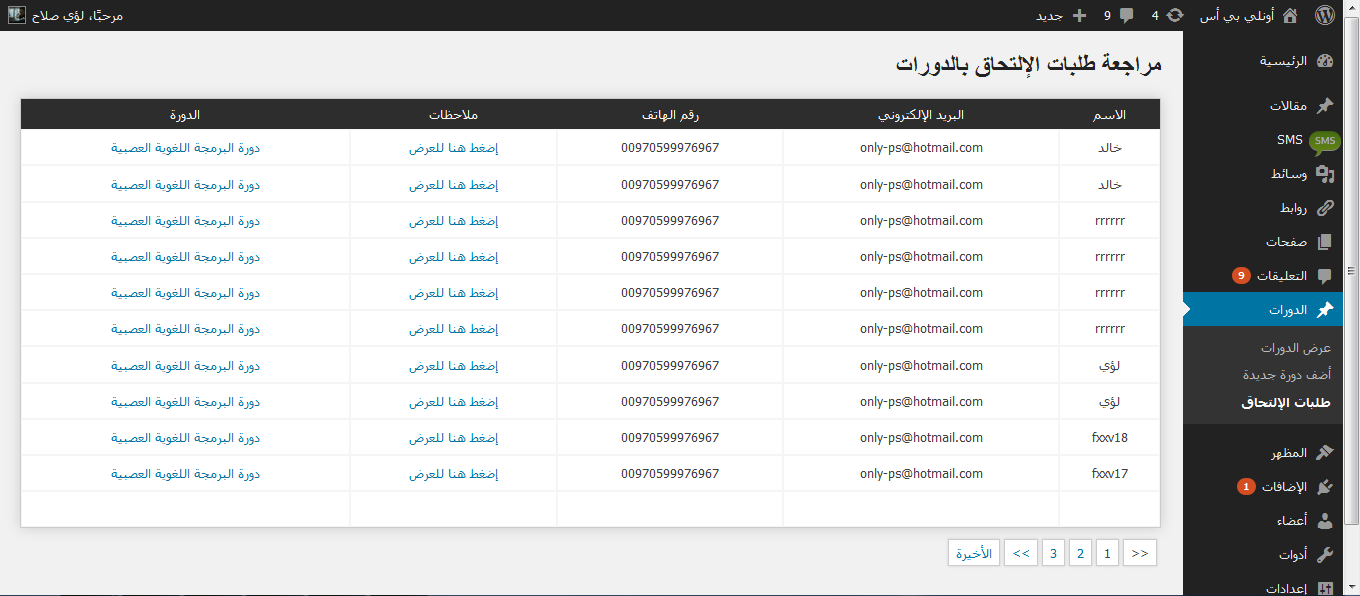 أونلي بي أس 4 9 جديد مرحبًا، لؤي صلاح
الرئيسية
مقالات
SMS SMS
وسائط
روابط
صفحات
التعليقات 9
الدورات
عرض الدورات
أضف دورة جديدة
طلبات الإلتحاق
المظهر
الإضافات 1
أعضاء
أدوات
إعدادات
مراجعة طلبات الإلتحاق بالدورات
الاسم البريد الإلكتروني رقم الهاتف ملاحظات الدورة
خالد only-ps@hotmail.com 00970599976967 إضغط هنا للعرض دورة البرمجة اللغوية العصبية
خالد only-ps@hotmail.com 00970599976967 إضغط هنا للعرض دورة البرمجة اللغوية العصبية
rrrrrr only-ps@hotmail.com 00970599976967 إضغط هنا للعرض دورة البرمجة اللغوية العصبية
rrrrrr only-ps@hotmail.com 00970599976967 إضغط هنا للعرض دورة البرمجة اللغوية العصبية
rrrrrr only-ps@hotmail.com 00970599976967 إضغط هنا للعرض دورة البرمجة اللغوية العصبية
rrrrrr only-ps@hotmail.com 00970599976967 إضغط هنا للعرض دورة البرمجة اللغوية العصبية
لؤي only-ps@hotmail.com 00970599976967 إضغط هنا للعرض دورة البرمجة اللغوية العصبية
لؤي only-ps@hotmail.com 00970599976967 إضغط هنا للعرض دورة البرمجة اللغوية العصبية
fxxv18 only-ps@hotmail.com 00970599976967 إضغط هنا للعرض دورة البرمجة اللغوية العصبية
fxxv17 only-ps@hotmail.com 00970599976967 إضغط هنا للعرض دورة البرمجة اللغوية العصبية
<< 1 2 3 >> الأخيرة